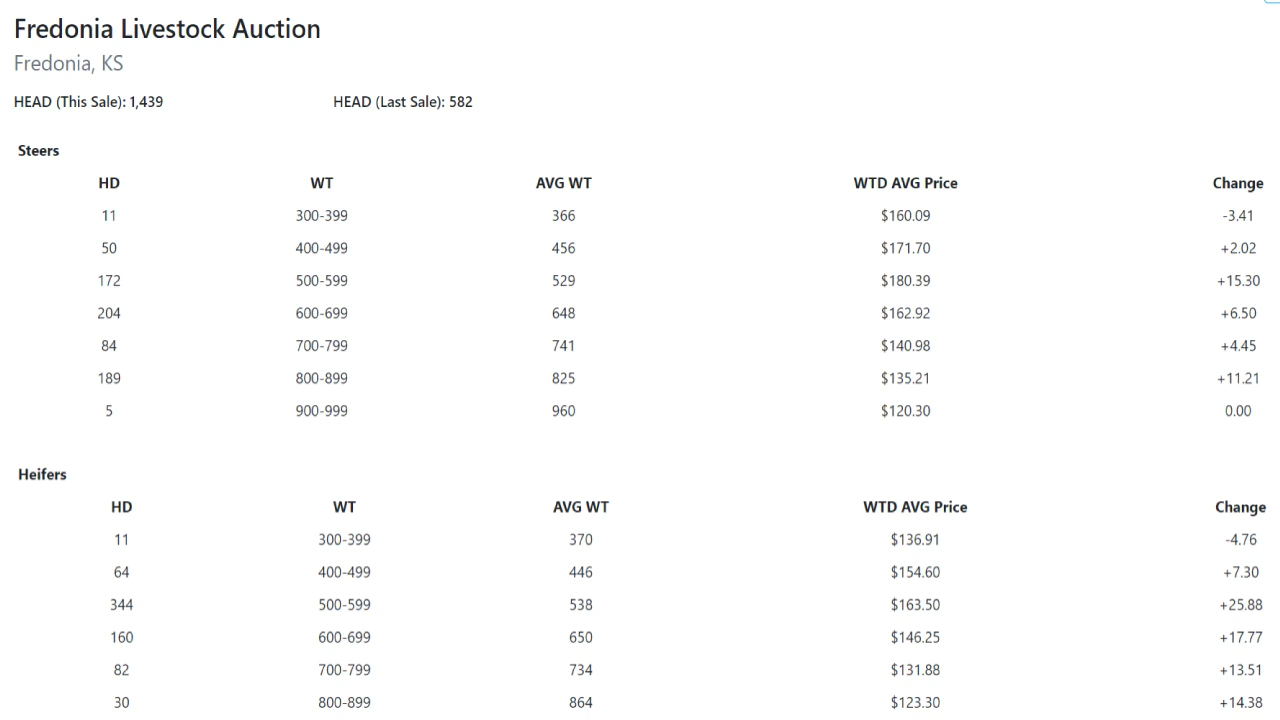 Fredonia Livestock Auction
Fredonia, KS
HEAD (This Sale): 1,439 HEAD (Last Sale): 582
Steers
HD WT AVG WT WTD AVG Price Change
11 300-399 366 $160.09 -3.41
50 400-499 456 $171.70 +2.02
172 500-599 529 $180.39 +15.30
204 600-699 648 $162.92 +6.50
84 700-799 741 $140.98 +4.45
189 800-899 825 $135.21 +11.21
5 900-999 960 $120.30 0.00
Heifers
HD WT AVG WT WTD AVG Price Change
11 300-399 370 $136.91 -4.76
64 400-499 446 $154.60 +7.30
344 500-599 538 $163.50 +25.88
160 600-699 650 $146.25 +17.77
82 700-799 734 $131.88 +13.51
30 800-899 864 $123.30 +14.38